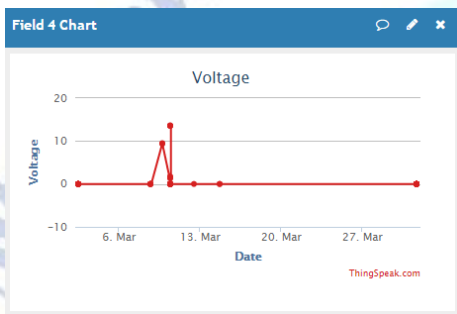 Field 4 Chart
Voltage
20
10
0
-10
Voltage
6. Mar 13. Mar 20. Mar 27. Mar
Date
ThingSpeak.com